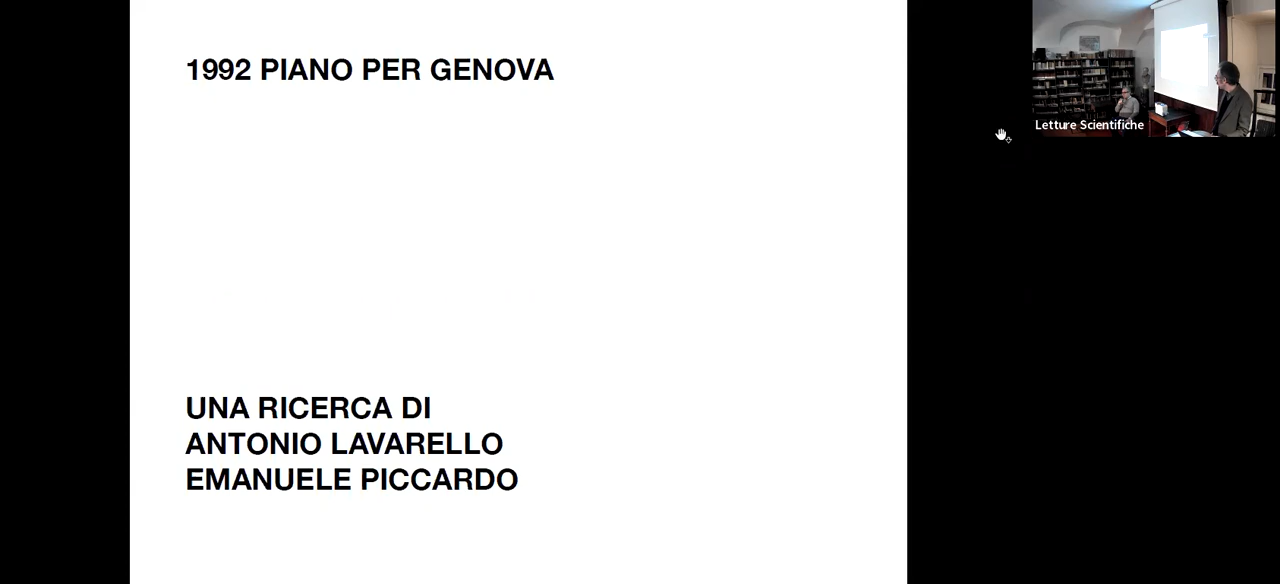 1992 PIANO PER GENOVA
Letture Scientifiche
UNA RICERCA DI
ANTONIO LAVARELLO
EMANUELE PICCARDO